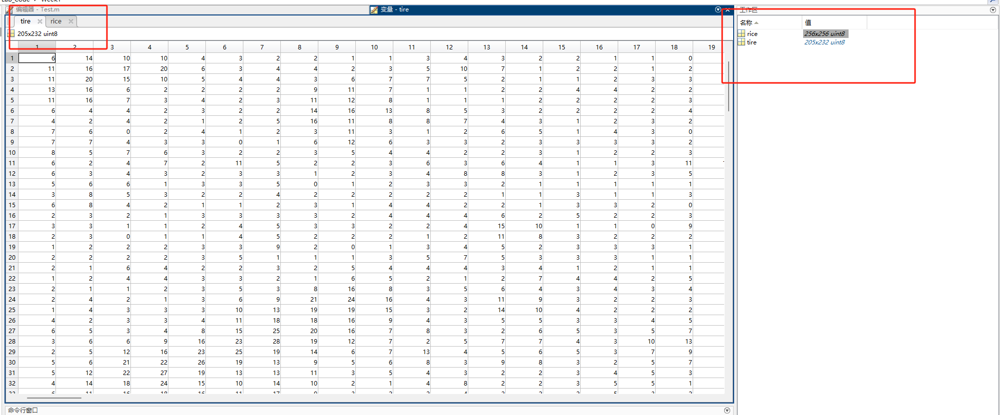 Lab_Code › Week1
编辑器 - Test.m
变量 - tire
工作区
tire rice
205x232 uint8
名称 值
rice 256x256 uint8
tire 205x232 uint8
1 2 3 4 5 6 7 8 9 10 11 12 13 14 15 16 17 18 19
1 6 14 10 10 4 3 2 2 1 1 3 4 3 2 2 1 1 0
2 11 16 17 20 6 3 4 4 2 3 5 10 7 1 2 2 1 2
3 11 20 15 10 5 4 4 3 6 7 7 5 2 1 1 2 3 3
4 13 16 6 2 2 2 2 9 11 7 1 1 2 2 4 4 2 2
5 11 16 7 3 4 2 3 11 12 8 1 1 1 2 2 2 2 3
6 6 4 4 2 3 2 2 14 16 13 8 5 3 2 2 2 2 4
7 4 2 4 2 1 2 5 16 11 8 8 7 4 3 1 2 3 2
8 7 6 0 2 4 1 2 3 11 3 1 2 6 5 1 4 3 0
9 7 7 4 3 3 0 1 6 12 6 3 3 2 3 3 3 3 2
10 8 5 7 6 3 2 2 3 5 4 4 2 2 3 1 2 2 3
11 6 2 4 7 2 11 5 2 2 3 6 3 6 4 1 1 3 11
12 6 3 4 3 2 3 3 1 2 3 4 8 8 3 1 2 3 5
13 5 6 6 1 3 3 5 0 1 2 3 3 2 1 1 1 1 1
14 3 8 5 3 2 2 4 2 2 2 2 2 1 1 3 1 1 3
15 6 8 4 2 1 1 2 3 1 4 4 2 2 1 3 3 2 0
16 2 3 2 1 3 3 3 3 2 4 4 4 6 2 5 2 2 3
17 3 3 1 1 2 4 5 3 3 2 2 4 15 10 1 1 0 9
18 2 3 0 1 1 4 5 2 2 2 1 2 11 8 3 2 2 2
19 1 2 2 2 3 3 9 2 0 1 3 4 5 2 3 3 3 1
20 2 2 2 2 3 5 1 1 1 3 5 7 5 3 3 3 1 1
21 2 1 6 4 2 2 3 2 5 4 4 4 3 4 1 2 1 1
22 1 2 4 4 3 3 2 1 6 5 2 1 2 7 4 4 2 5
23 2 1 1 2 3 5 3 8 16 8 3 5 6 4 3 4 3 4
24 2 4 2 1 3 6 9 21 24 16 4 3 11 9 3 2 2 3
25 1 4 3 3 3 10 13 19 19 15 3 2 14 10 4 2 2 2
26 4 2 3 3 4 11 18 18 16 9 4 3 5 5 3 3 4 5
27 6 5 3 4 8 15 25 20 16 7 8 3 2 6 5 3 5 7
28 3 6 6 9 16 23 28 19 12 7 2 5 7 7 4 3 10 13
29 2 5 12 16 23 25 19 14 6 7 13 4 5 6 5 3 7 9
30 5 6 21 22 26 19 13 9 5 6 8 3 9 8 3 2 5 7
31 5 12 22 27 19 13 13 11 3 5 4 3 2 2 3 4 5 3
32 4 14 18 24 15 10 14 10 2 1 4 8 2 2 3 5 5 1
命令行窗口